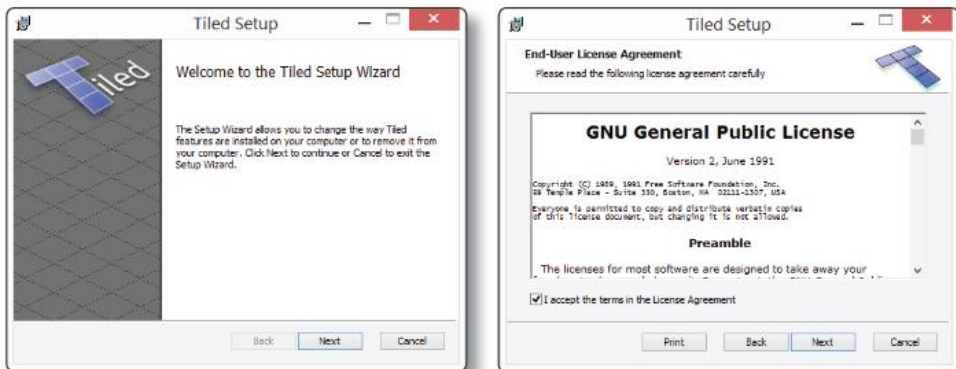 Tiled Setup
Tiled
Welcome to the Tiled Setup Wizard
The Setup Wizard allows you to change the way Tiled
features are installed on your computer or to remove it from
your computer. Click Next to continue or Cancel to exit the
Setup Wizard.
Back Next Cancel
Tiled Setup
End-User License Agreement
Please read the following license agreement carefully
GNU General Public License
Version 2, June 1991
Copyright (C) 1989, 1991 Free Software Foundation, Inc.
59 Temple Place - Suite 330, Boston, MA 02111-1307, USA
Everyone is permitted to copy and distribute verbatim copies
of this license document, but changing it is not allowed.
Preamble
The licenses for most software are designed to take away your
I accept the terms in the License Agreement
Print Back Next Cancel